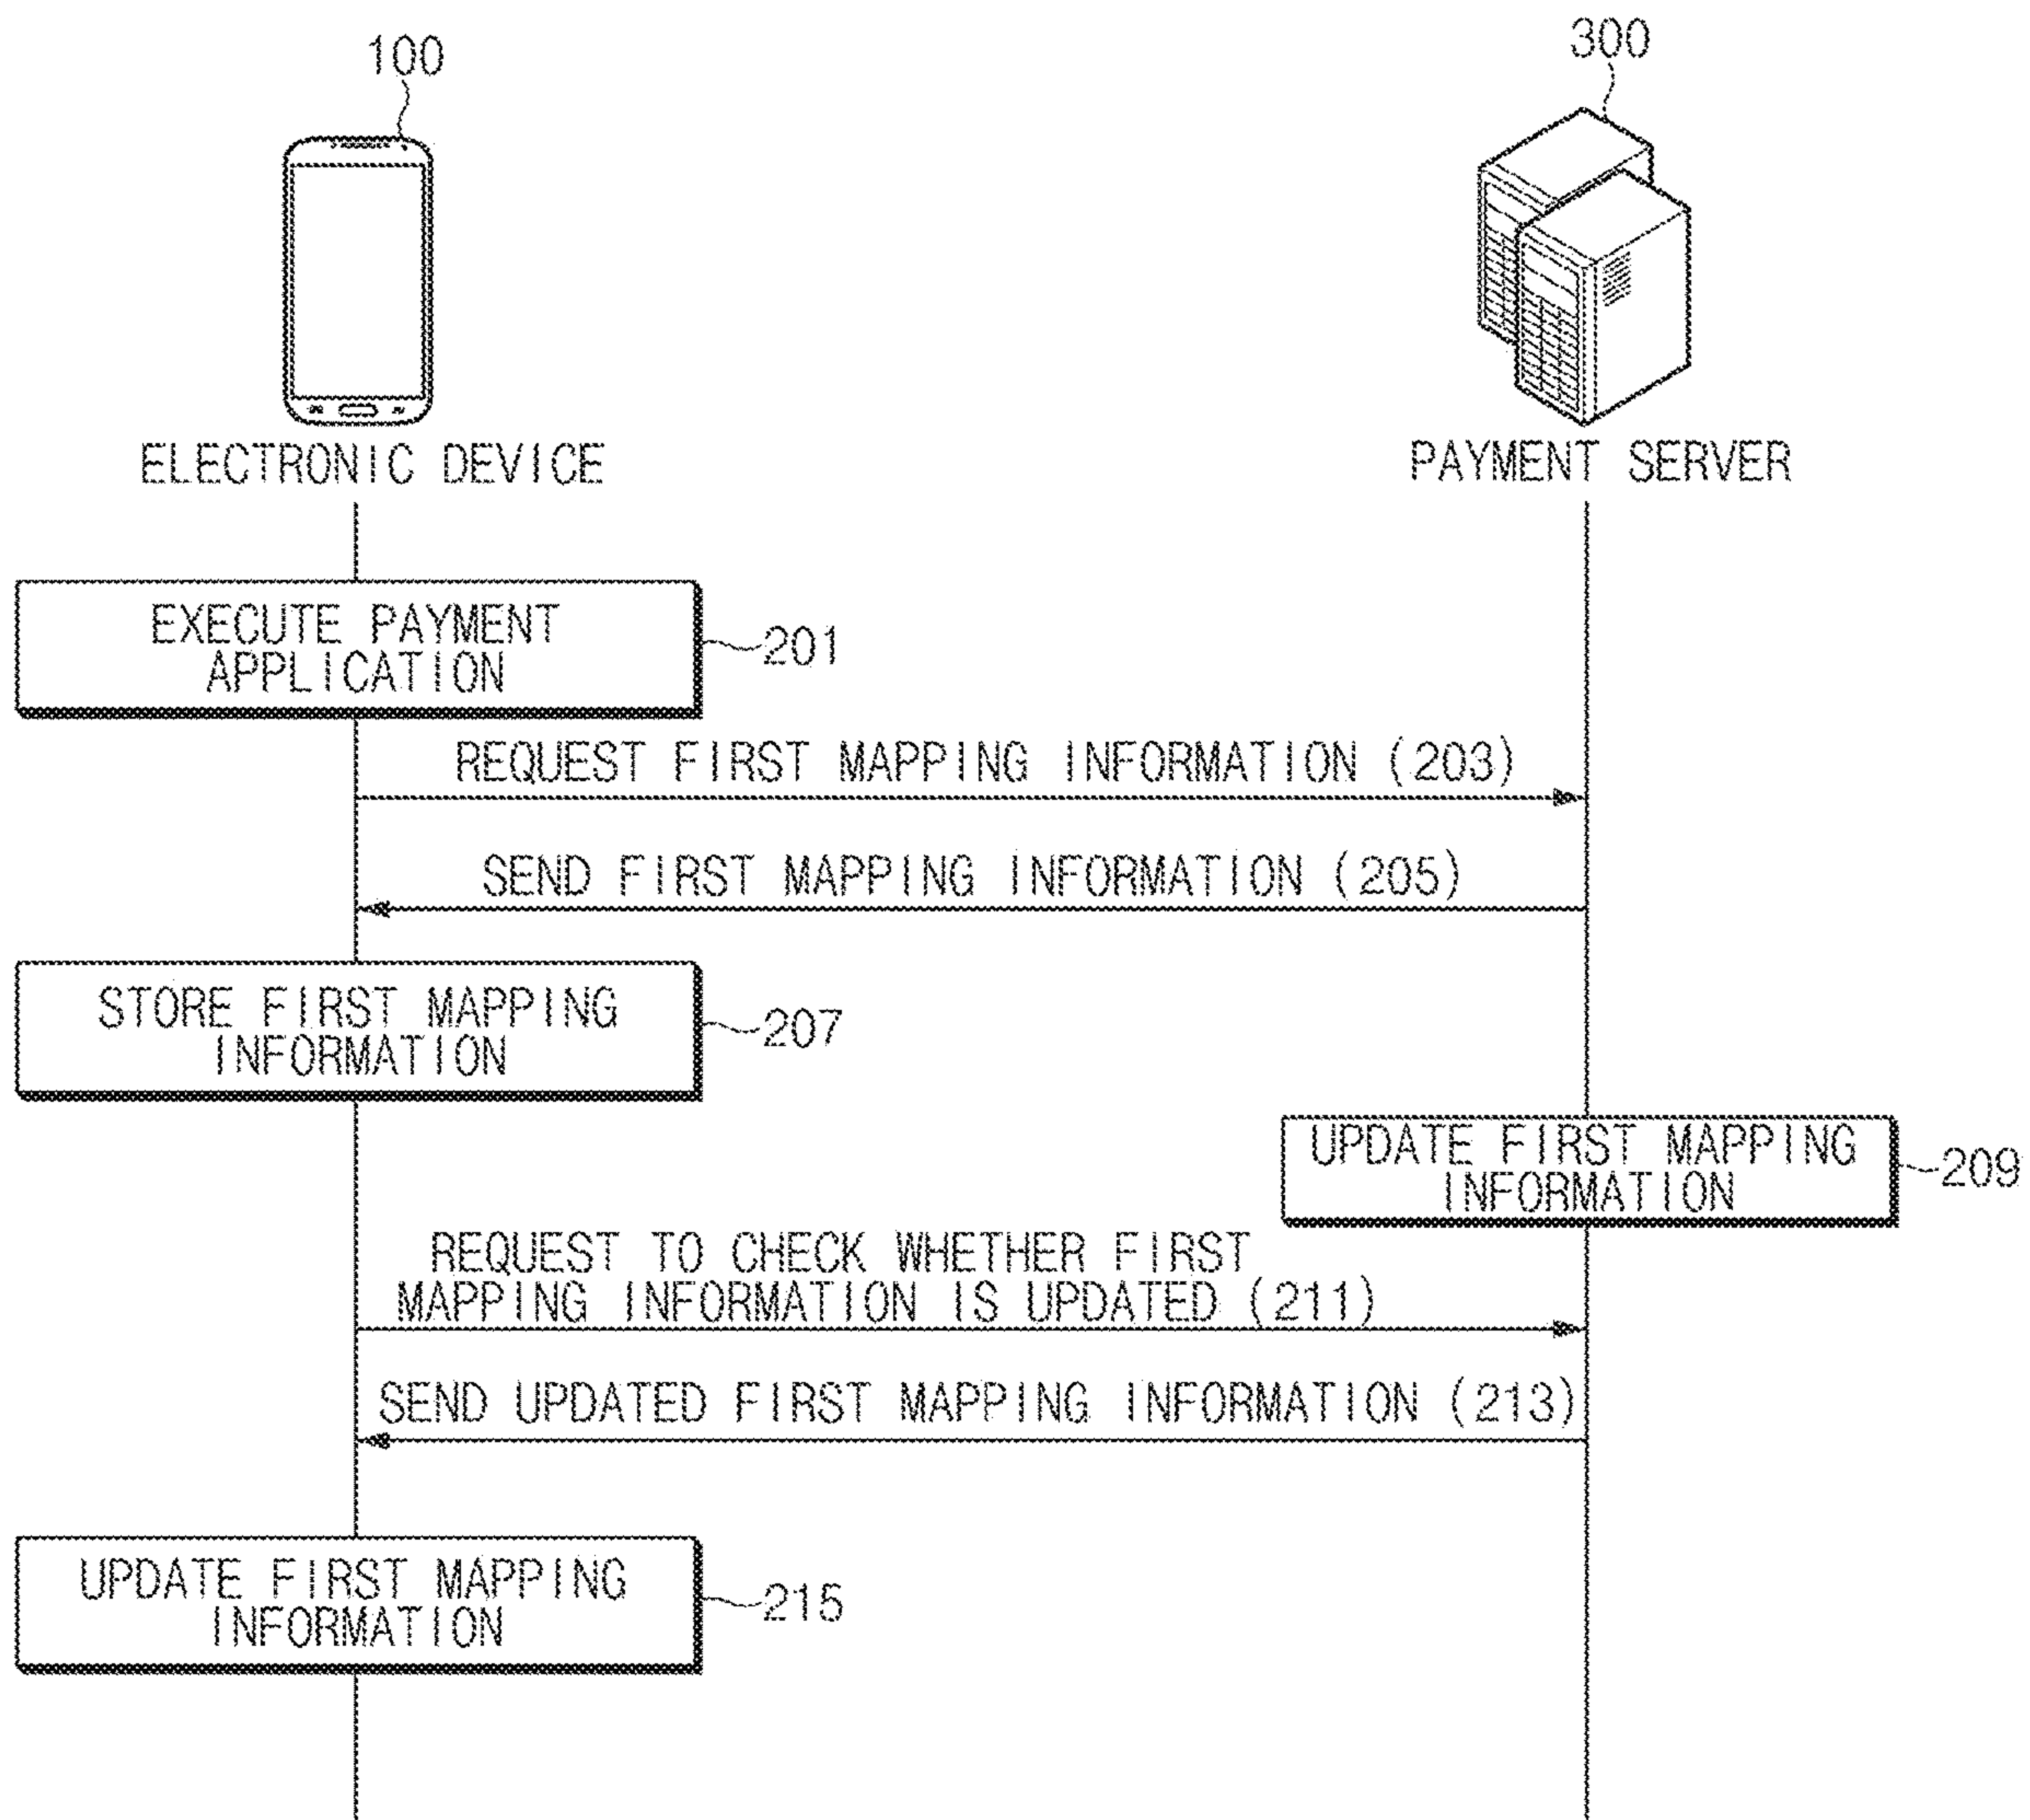 100
300
ELECTRONIC DEVICE
PAYMENT SERVER
EXECUTE PAYMENT
APPLICATION
201
REQUEST FIRST MAPPING INFORMATION (203)
SEND FIRST MAPPING INFORMATION (205)
STORE FIRST MAPPING
INFORMATION
207
UPDATE FIRST MAPPING
INFORMATION
209
REQUEST TO CHECK WHETHER FIRST
MAPPING INFORMATION IS UPDATED (211)
SEND UPDATED FIRST MAPPING INFORMATION (213)
UPDATE FIRST MAPPING
INFORMATION
215